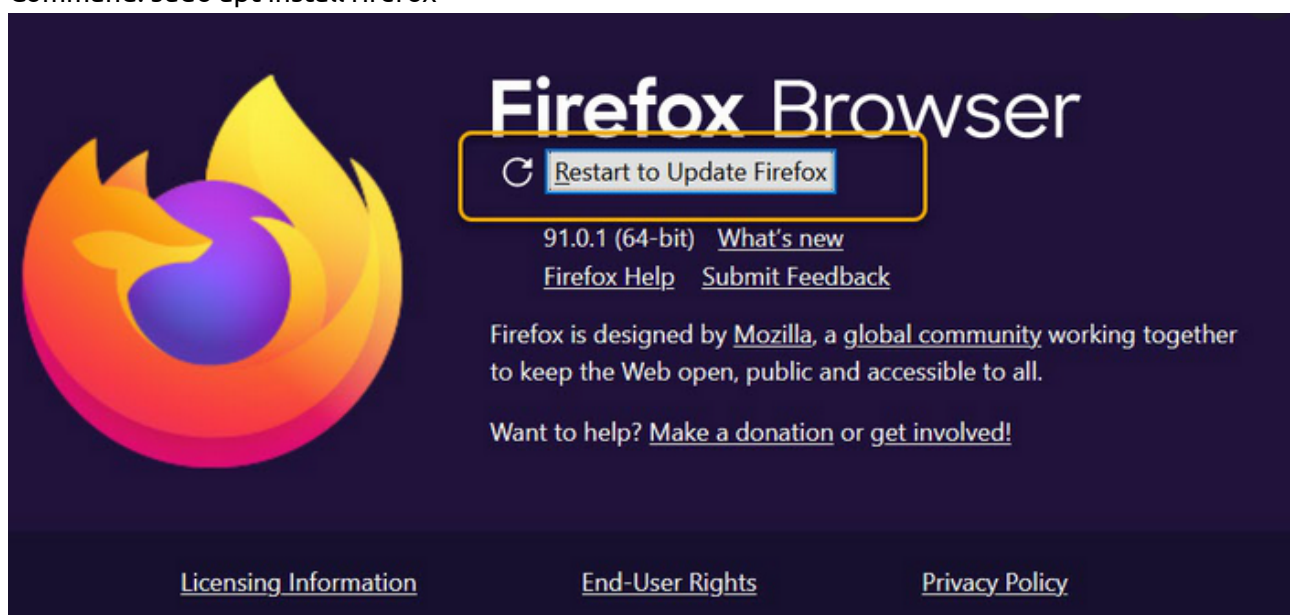 Firefox Browser
Restart to Update Firefox
91.0.1 (64-bit) What's new
Firefox Help Submit Feedback
Firefox is designed by Mozilla, a global community working together
to keep the Web open, public and accessible to all.
Want to help? Make a donation or get involved!
Licensing Information End-User Rights Privacy Policy